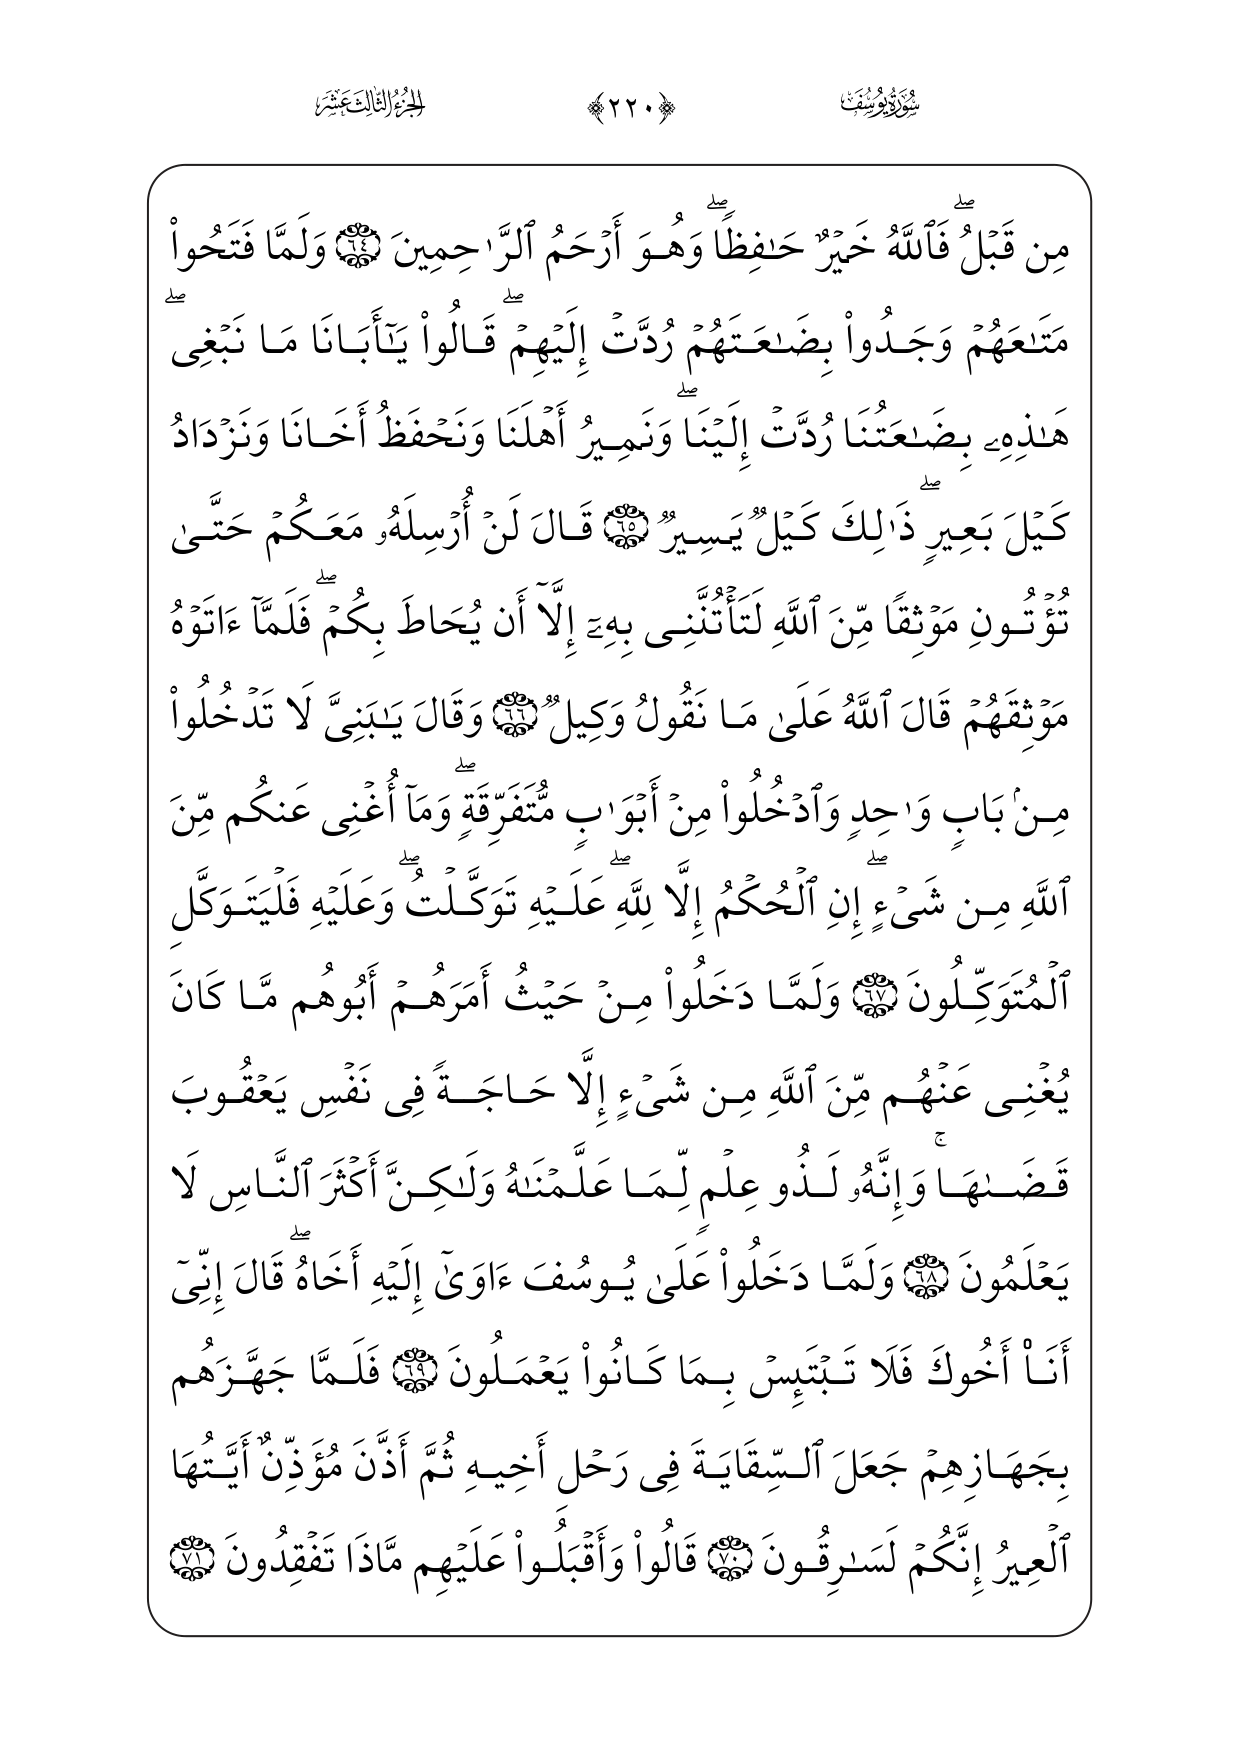 سُورَةُ يُوسُفَ ﴿٢٢٠﴾ الجُزْءُ الثَّالِثَ عَشَرَ
مِن قَبۡلُۖ فَٱللَّهُ خَيۡرٌ حَٰفِظٗاۖ وَهُوَ أَرۡحَمُ ٱلرَّٰحِمِينَ ٦٤ وَلَمَّا فَتَحُواْ
مَتَٰعَهُمۡ وَجَدُواْ بِضَٰعَتَهُمۡ رُدَّتۡ إِلَيۡهِمۡۖ قَالُواْ يَٰٓأَبَانَا مَا نَبۡغِيۖ
هَٰذِهِۦ بِضَٰعَتُنَا رُدَّتۡ إِلَيۡنَاۖ وَنَمِيرُ أَهۡلَنَا وَنَحۡفَظُ أَخَانَا وَنَزۡدَادُ
كَيۡلَ بَعِيرٖۖ ذَٰلِكَ كَيۡلٞ يَسِيرٞ ٦٥ قَالَ لَنۡ أُرۡسِلَهُۥ مَعَكُمۡ حَتَّىٰ
تُؤۡتُونِ مَوۡثِقٗا مِّنَ ٱللَّهِ لَتَأۡتُنَّنِي بِهِۦٓ إِلَّآ أَن يُحَاطَ بِكُمۡۖ فَلَمَّآ ءَاتَوۡهُ
مَوۡثِقَهُمۡ قَالَ ٱللَّهُ عَلَىٰ مَا نَقُولُ وَكِيلٞ ٦٦ وَقَالَ يَٰبَنِيَّ لَا تَدۡخُلُواْ
مِنۢ بَابٖ وَٰحِدٖ وَٱدۡخُلُواْ مِنۡ أَبۡوَٰبٖ مُّتَفَرِّقَةٖۖ وَمَآ أُغۡنِي عَنكُم مِّنَ
ٱللَّهِ مِن شَيۡءٍۖ إِنِ ٱلۡحُكۡمُ إِلَّا لِلَّهِۖ عَلَيۡهِ تَوَكَّلۡتُۖ وَعَلَيۡهِ فَلۡيَتَوَكَّلِ
ٱلۡمُتَوَكِّلُونَ ٦٧ وَلَمَّا دَخَلُواْ مِنۡ حَيۡثُ أَمَرَهُمۡ أَبُوهُم مَّا كَانَ
يُغۡنِي عَنۡهُم مِّنَ ٱللَّهِ مِن شَيۡءٍ إِلَّا حَاجَةٗ فِي نَفۡسِ يَعۡقُوبَ
قَضَىٰهَاۚ وَإِنَّهُۥ لَذُو عِلۡمٖ لِّمَا عَلَّمۡنَٰهُ وَلَٰكِنَّ أَكۡثَرَ ٱلنَّاسِ لَا
يَعۡلَمُونَ ٦٨ وَلَمَّا دَخَلُواْ عَلَىٰ يُوسُفَ ءَاوَىٰٓ إِلَيۡهِ أَخَاهُۖ قَالَ إِنِّيٓ
أَنَا۠ أَخُوكَ فَلَا تَبۡتَئِسۡ بِمَا كَانُواْ يَعۡمَلُونَ ٦٩ فَلَمَّا جَهَّزَهُم
بِجَهَازِهِمۡ جَعَلَ ٱلسِّقَايَةَ فِي رَحۡلِ أَخِيهِ ثُمَّ أَذَّنَ مُؤَذِّنٌ أَيَّتُهَا
ٱلۡعِيرُ إِنَّكُمۡ لَسَٰرِقُونَ ٧٠ قَالُواْ وَأَقۡبَلُواْ عَلَيۡهِم مَّاذَا تَفۡقِدُونَ ٧١